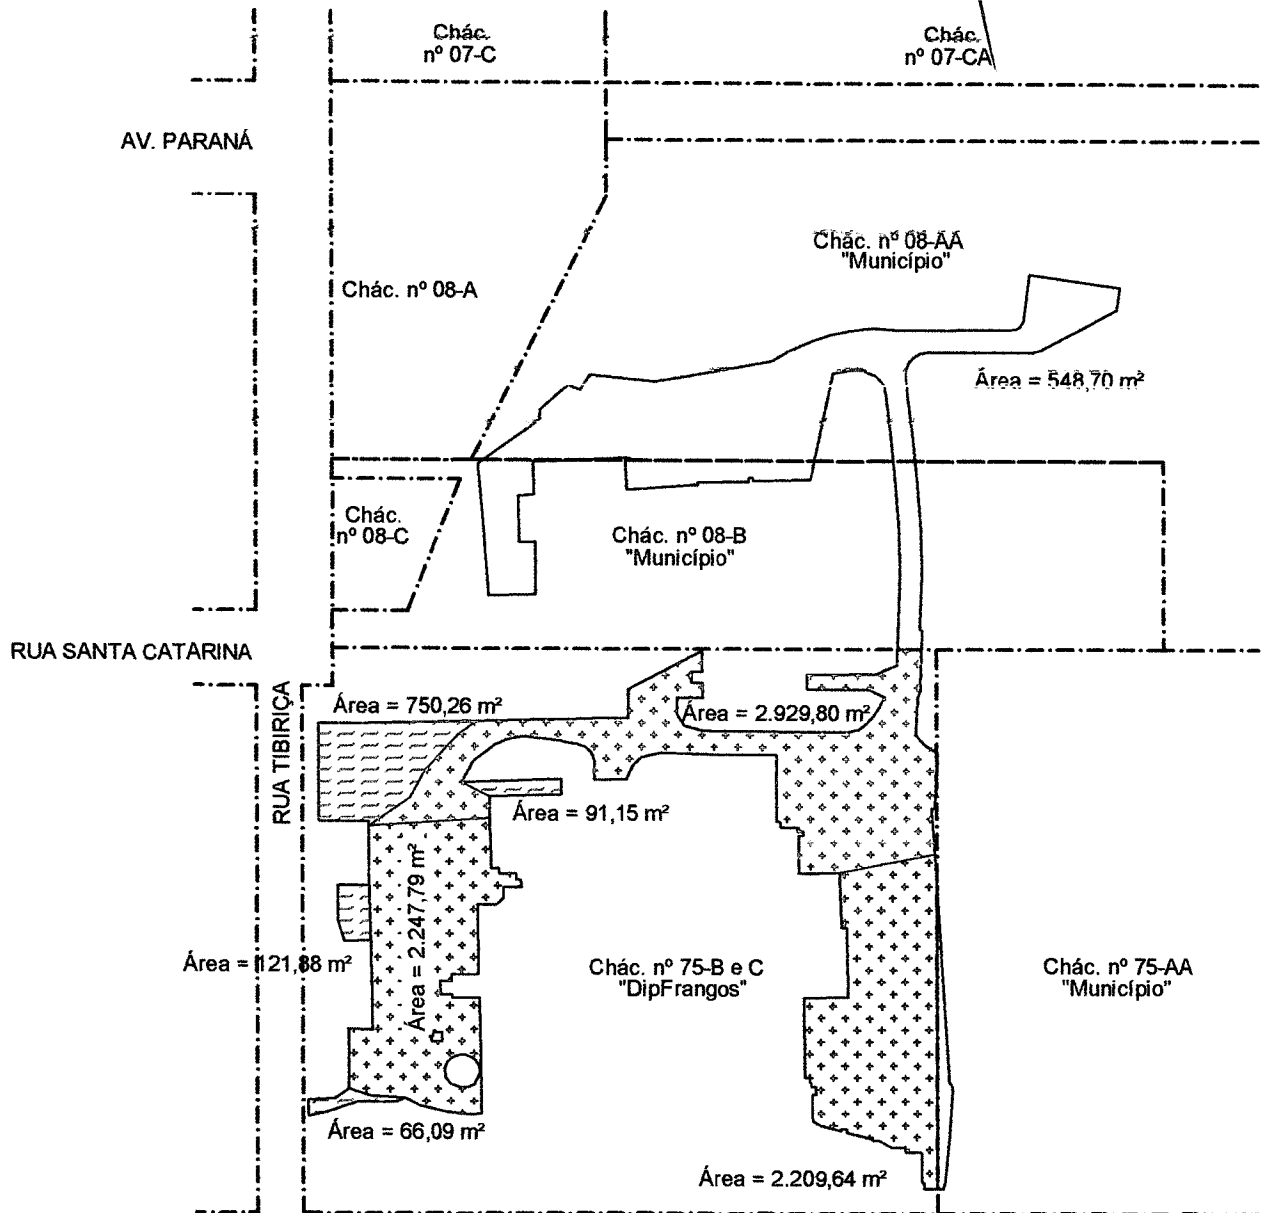 Chác.
nº 07-C
Chác.
nº 07-CA
AV. PARANÁ
Chác. nº 08-AA
"Município"
Chác. nº 08-A
Área = 548,70 m²
Chác.
nº 08-C
Chác. nº 08-B
"Município"
RUA SANTA CATARINA
RUA TIBIRIÇA
Área = 750,26 m²
Área = 2.929,80 m²
Área = 91,15 m²
Área = 2.247,79 m²
Área = 121,88 m²
Chác. nº 75-B e C
"DipFrangos"
Chác. nº 75-AA
"Município"
Área = 66,09 m²
Área = 2.209,64 m²